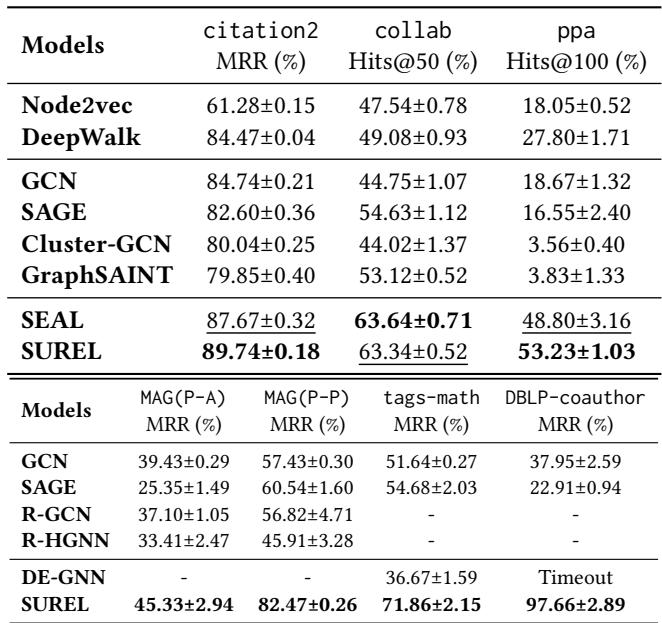 Models citation2 collab ppa
MRR (%) Hits@50 (%) Hits@100 (%)
Node2vec 61.28±0.15 47.54±0.78 18.05±0.52
DeepWalk 84.47±0.04 49.08±0.93 27.80±1.71
GCN 84.74±0.21 44.75±1.07 18.67±1.32
SAGE 82.60±0.36 54.63±1.12 16.55±2.40
Cluster-GCN 80.04±0.25 44.02±1.37 3.56±0.40
GraphSAINT 79.85±0.40 53.12±0.52 3.83±1.33
SEAL 87.67±0.32 63.64±0.71 48.80±3.16
SUREL 89.74±0.18 63.34±0.52 53.23±1.03
Models MAG(P-A) MAG(P-P) tags-math DBLP-coauthor
MRR (%) MRR (%) MRR (%) MRR (%)
GCN 39.43±0.29 57.43±0.30 51.64±0.27 37.95±2.59
SAGE 25.35±1.49 60.54±1.60 54.68±2.03 22.91±0.94
R-GCN 37.10±1.05 56.82±4.71 - -
R-HGNN 33.41±2.47 45.91±3.28 - -
DE-GNN - - 36.67±1.59 Timeout
SUREL 45.33±2.94 82.47±0.26 71.86±2.15 97.66±2.89